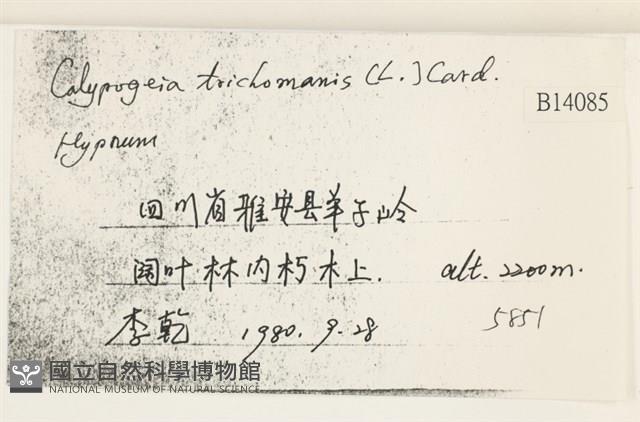 Calypogeia trichomanis (L.) Card.
B14085
Hypnum
四川省雅安县羊子岭
阔叶林内朽木上. alt. 2200m.
李乾 1980.9.28 5851
國立自然科學博物館
NATIONAL MUSEUM OF NATURAL SCIENCE